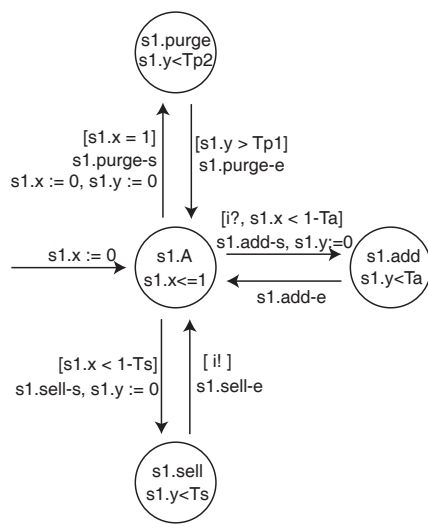 s1.purge
s1.y<Tp2
[s1.x = 1]
s1.purge-s
s1.x := 0, s1.y := 0
[s1.y > Tp1]
s1.purge-e
[i?, s1.x < 1-Ta]
s1.add-s, s1.y:=0
s1.x := 0
s1.A
s1.x<=1
s1.add
s1.y<Ta
s1.add-e
[s1.x < 1-Ts]
s1.sell-s, s1.y := 0
[ i! ]
s1.sell-e
s1.sell
s1.y<Ts